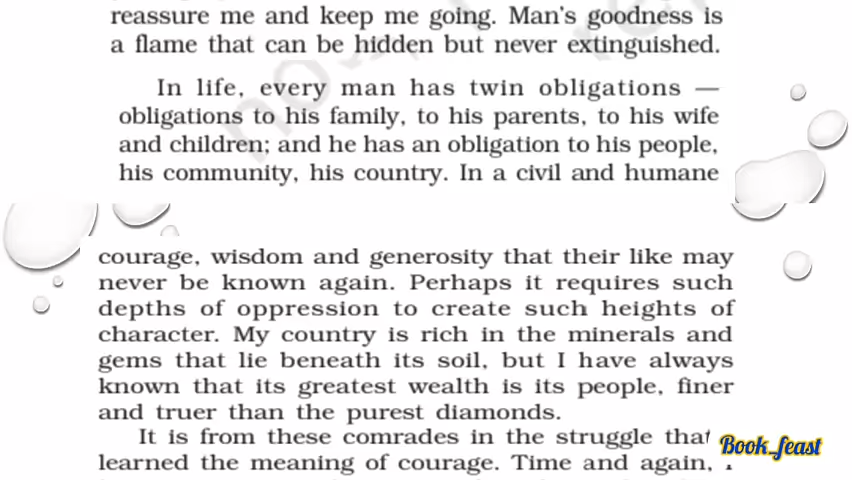 reassure me and keep me going. Man's goodness is
a flame that can be hidden but never extinguished.
In life, every man has twin obligations —
obligations to his family, to his parents, to his wife
and children; and he has an obligation to his people,
his community, his country. In a civil and humane
courage, wisdom and generosity that their like may
never be known again. Perhaps it requires such
depths of oppression to create such heights of
character. My country is rich in the minerals and
gems that lie beneath its soil, but I have always
known that its greatest wealth is its people, finer
and truer than the purest diamonds.
It is from these comrades in the struggle that
learned the meaning of courage. Time and again,
Book_feast